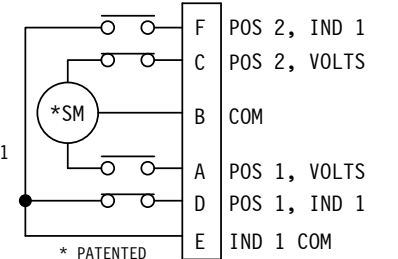 F POS 2, IND 1
C POS 2, VOLTS
*SM
B COM
1
A POS 1, VOLTS
D POS 1, IND 1
E IND 1 COM
* PATENTED